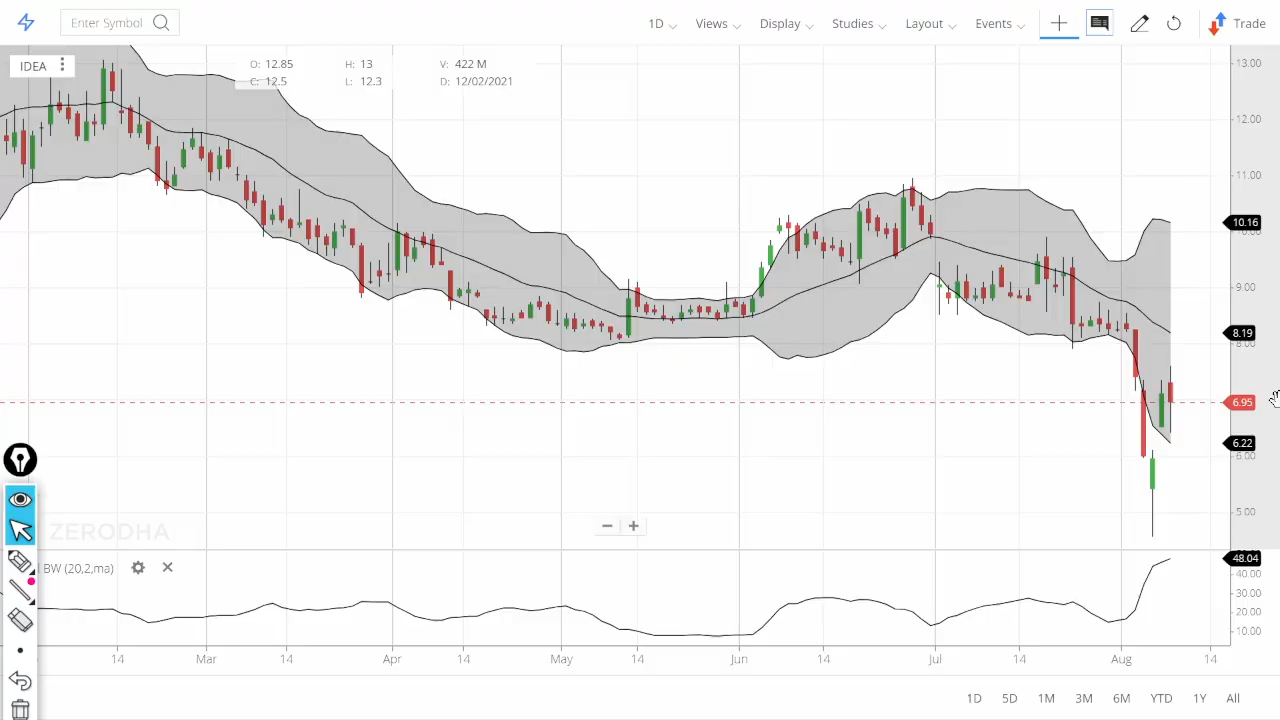 Enter Symbol 1D Views Display Studies Layout Events Trade
IDEA
O: 12.85 H: 13 V: 422 M
C: 12.5 L: 12.3 D: 12/02/2021
13.00
12.00
11.00
10.16
10.00
9.00
8.19
8.00
6.95
6.22
6.00
5.00
ZERODHA
48.04
BW (20,2,ma)
40.00
30.00
20.00
10.00
14 Mar 14 Apr 14 May 14 Jun 14 Jul 14 Aug 14
1D 5D 1M 3M 6M YTD 1Y All